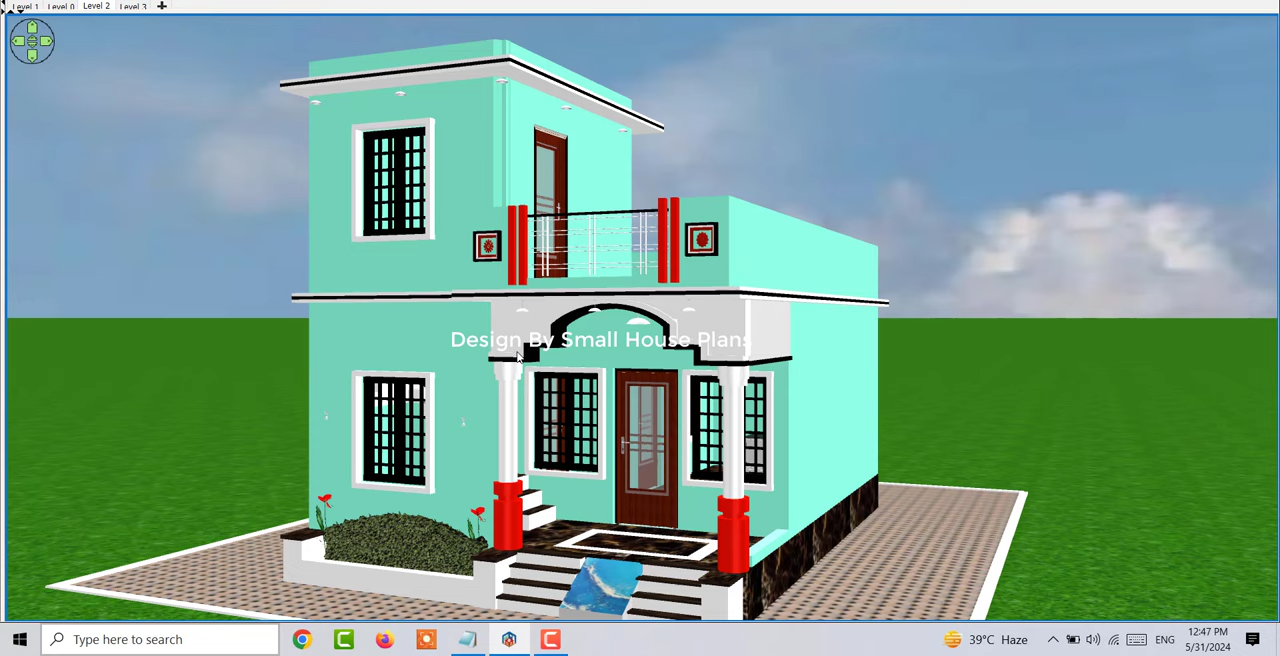 Level 1 Level 0 Level 2 Level 3
Design By Small House Plans
Type here to search
39°C Haze
ENG
12:47 PM
5/31/2024